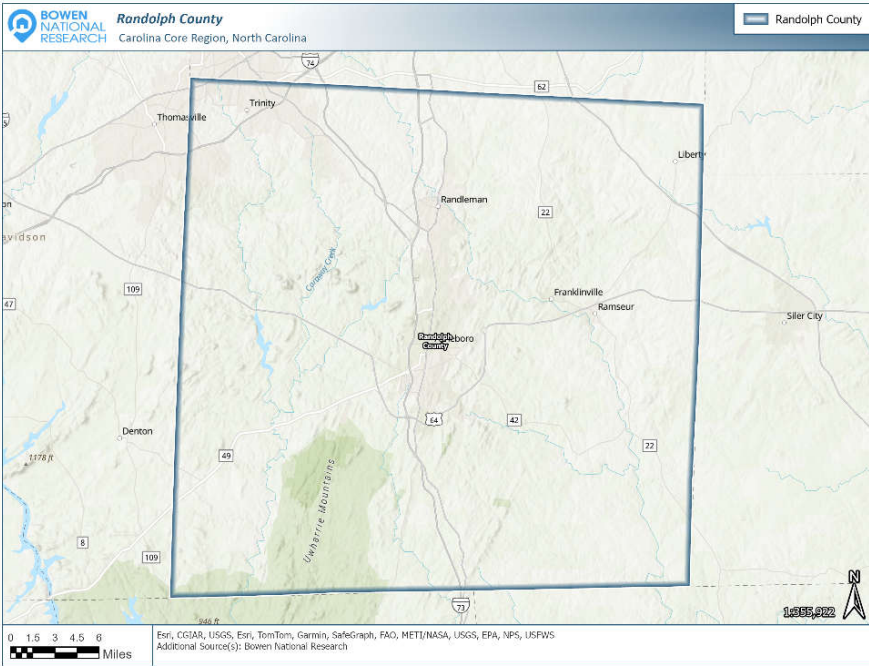 BOWEN
NATIONAL
RESEARCH
Randolph County
Carolina Core Region, North Carolina
Randolph County
74
62
Thomasville
Trinity
Liberty
Randleman
22
avidson
Caraway Creek
109
47
Franklinville
Ramseur
Siler City
Randolph
County
eboro
64
42
Denton
22
49
1178 ft
Uwharrie Mountains
8
109
73
946 ft
N
1:355,922
0 1.5 3 4.5 6
Miles
Esri, CGIAR, USGS, Esri, TomTom, Garmin, SafeGraph, FAO, METI/NASA, USGS, EPA, NPS, USFWS
Additional Source(s): Bowen National Research